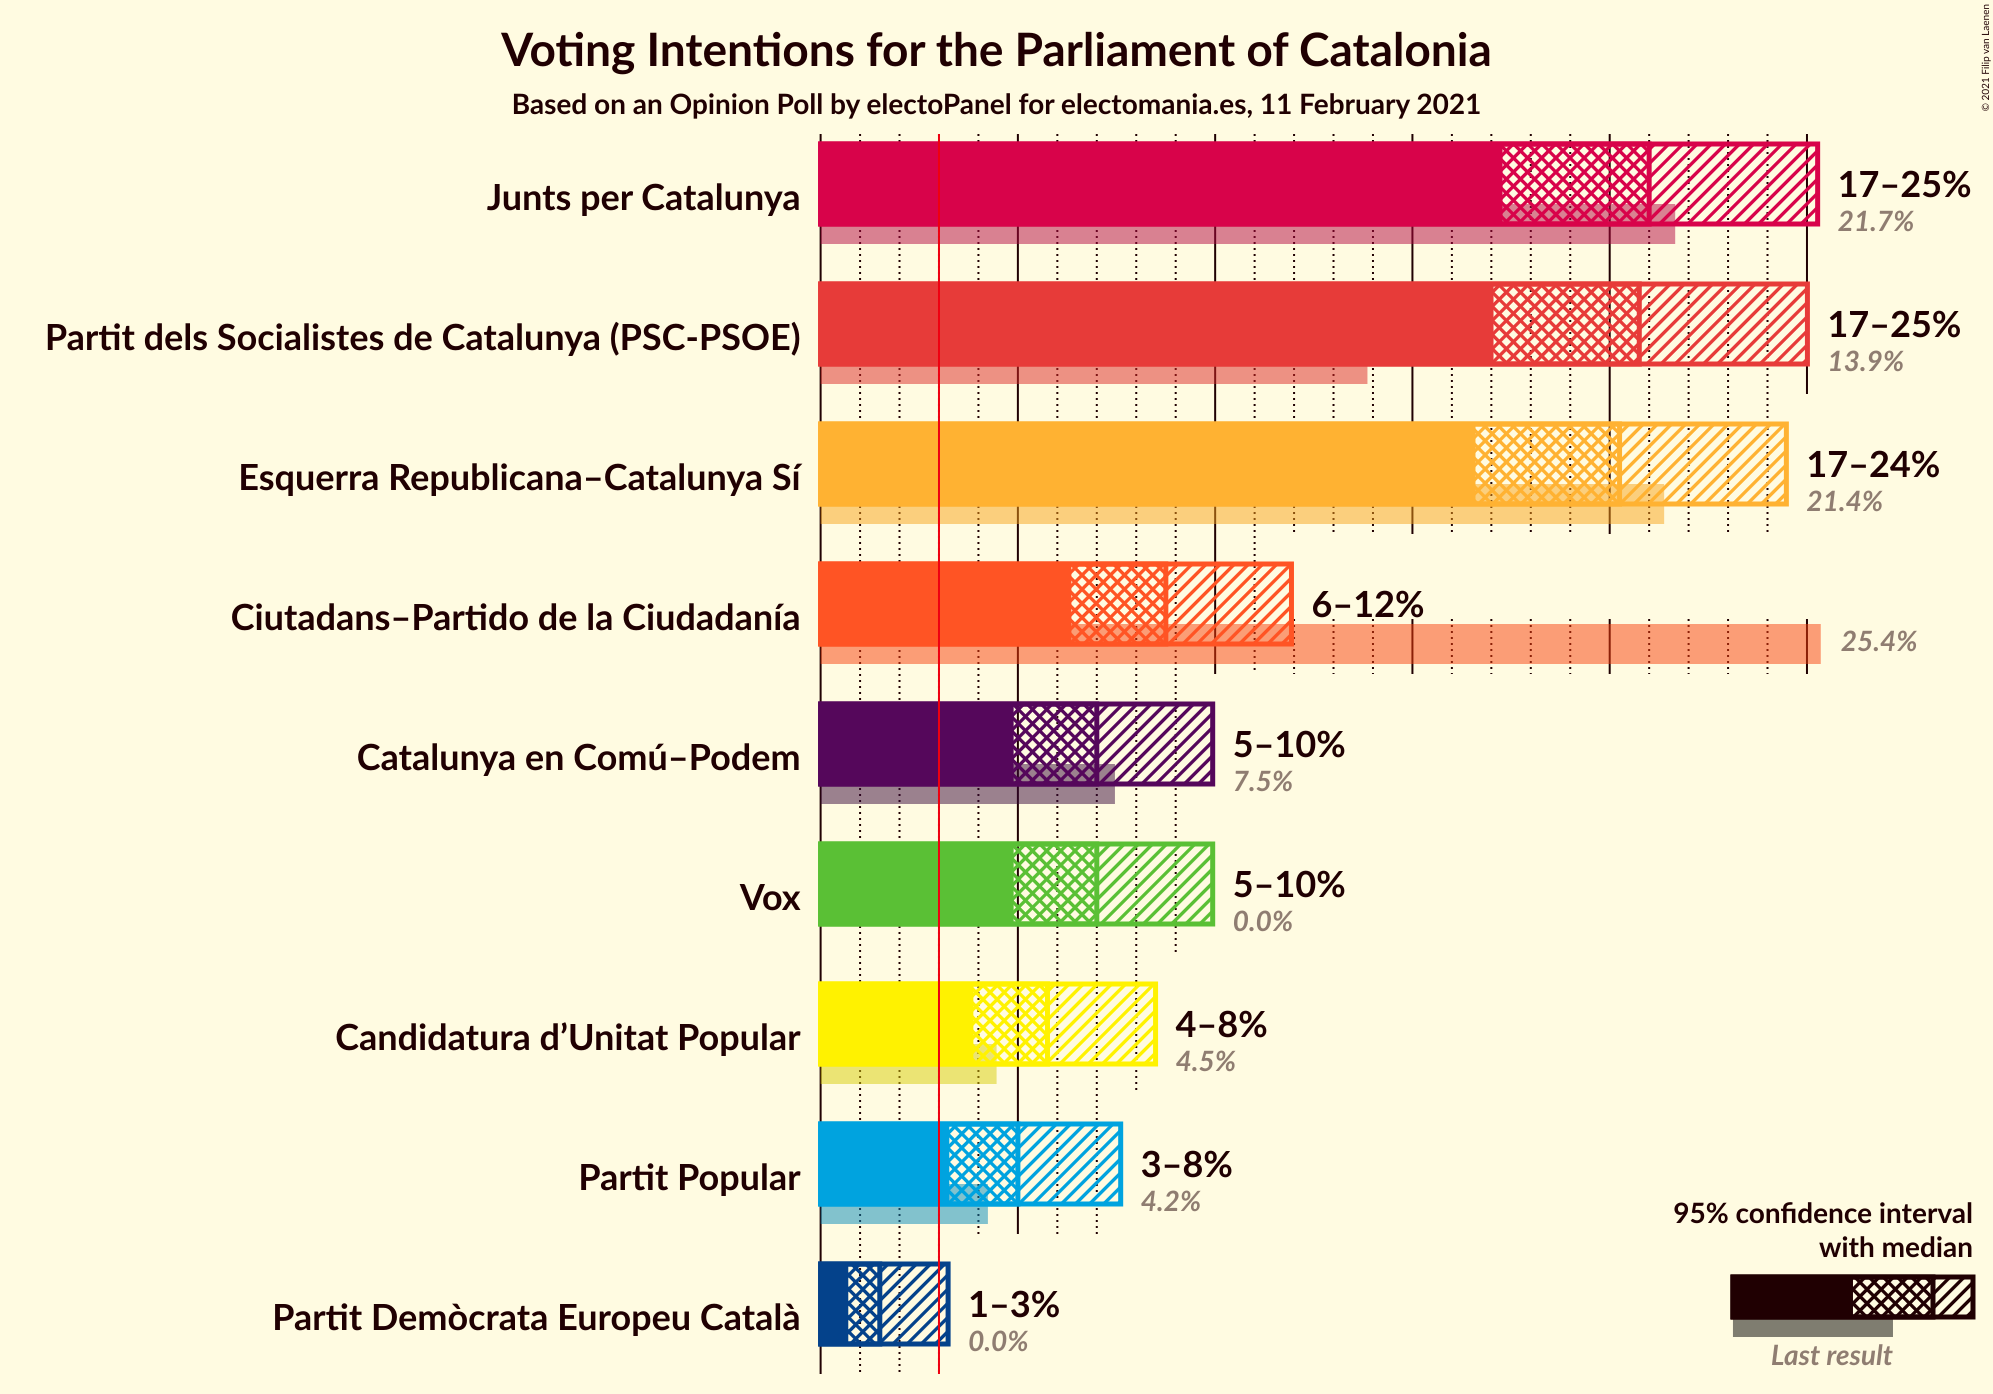 Voting Intentions for the Parliament of Catalonia
Based on an Opinion Poll by electoPanel for electomania.es, 11 February 2021
© 2021 Filip van Laenen
Junts per Catalunya
17–25%
21.7%
Partit dels Socialistes de Catalunya (PSC-PSOE)
17–25%
13.9%
Esquerra Republicana–Catalunya Sí
17–24%
21.4%
Ciutadans–Partido de la Ciudadanía
6–12%
25.4%
Catalunya en Comú–Podem
5–10%
7.5%
Vox
5–10%
0.0%
Candidatura d’Unitat Popular
4–8%
4.5%
Partit Popular
3–8%
4.2%
Partit Demòcrata Europeu Català
1–3%
0.0%
95% confidence interval
with median
Last result